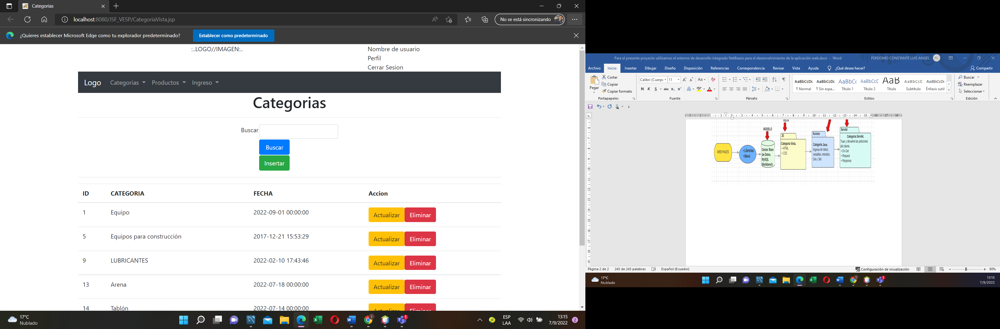 Categorias
localhost:8080/JSF_VESP/CategoriaVista.jsp
No se está sincronizando
¿Quieres establecer Microsoft Edge como tu explorador predeterminado?
Establecer como predeterminado
:..LOGO//IMAGEN:..
Nombre de usuario
Perfil
Cerrar Sesion
Logo Categorias Productos Ingreso
Categorias
Buscar
Buscar
Insertar
ID CATEGORIA FECHA Accion
1 Equipo 2022-09-01 00:00:00 Actualizar Eliminar
5 Equipos para construcción 2017-12-21 15:53:29 Actualizar Eliminar
9 LUBRICANTES 2022-02-10 17:43:46 Actualizar Eliminar
13 Arena 2022-07-18 00:00:00 Actualizar Eliminar
14 Tablón 2022-07-14 00:00:00 Actualizar Eliminar
17°C
Nublado
ESP
LAA
13:15
7/9/2022
2
Para el presente proyecto utilizamos el entorno de desarrollo integrado NetBeans para el desenvolvimiento de la aplicación web.docx - Word
PERDOMO CONSTANTE LUIS ANGEL PC
Archivo Inicio Insertar Dibujar Diseño Disposición Referencias Correspondencia Revisar Vista Ayuda ¿Qué desea hacer? Compartir
Pegar
Cortar
Copiar
Copiar formato
Portapapeles
Calibri (Cuerpo 11
N K S abc x₂ x²
Fuente
Párrafo
AaBbCcDc AaBbCcDc AaBbCc AaBbCcE AaB AaBbCcD AaBbCcDc
¶ Normal ¶ Sin espa... Título 1 Título 2 Título Subtítulo Énfasis sutil
Estilos
Buscar
Reemplazar
Seleccionar
Edición
VISTA
MODELO
WEB PAGES
• Librerias
• Menú
Gestor Base
de Datos.
MySQL
Workbench
JS
Categoria Vista.
• HTML
• CSS
Acceso
Categoria Java.
Ingreso de datos,
variables, metodos
Get y Set
Servlet
Categoria Servlet.
Traer y devuelve las peticiones
del cliente.
• Do Get
• Request
• Response
Página 2 de 2 245 de 245 palabras Español (Ecuador)
Configuración de visualización
90%
17°C
Nublado
13:15
7/9/2022